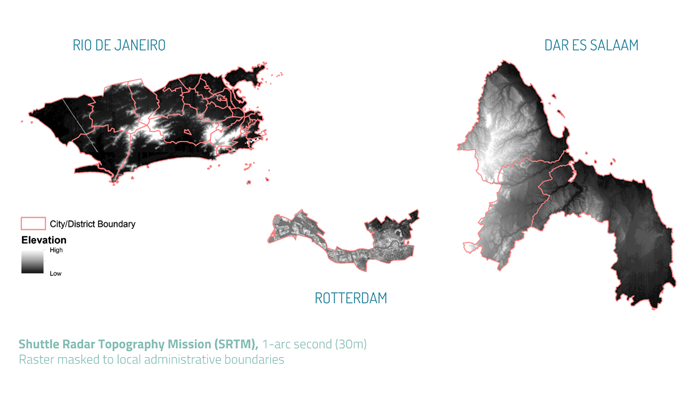 RIO DE JANEIRO
DAR ES SALAAM
City/District Boundary
Elevation
High
Low
ROTTERDAM
Shuttle Radar Topography Mission (SRTM), 1-arc second (30m)
Raster masked to local administrative boundaries